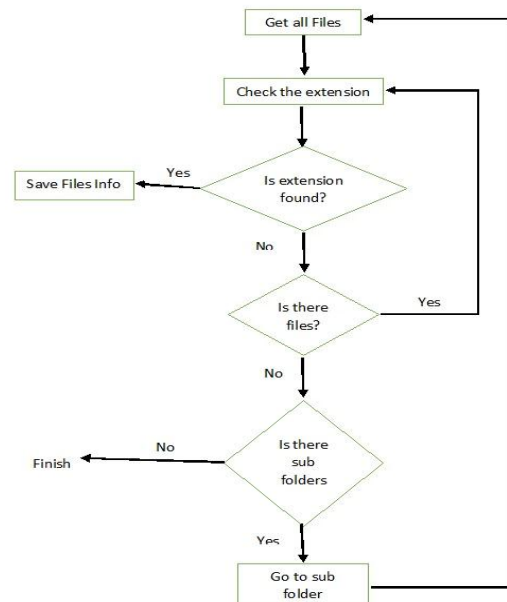 Get all Files
Check the extension
Is extension
found?
Yes
Save Files Info
No
Is there
files?
Yes
No
Is there
sub
folders
No
Finish
Yes
Go to sub
folder